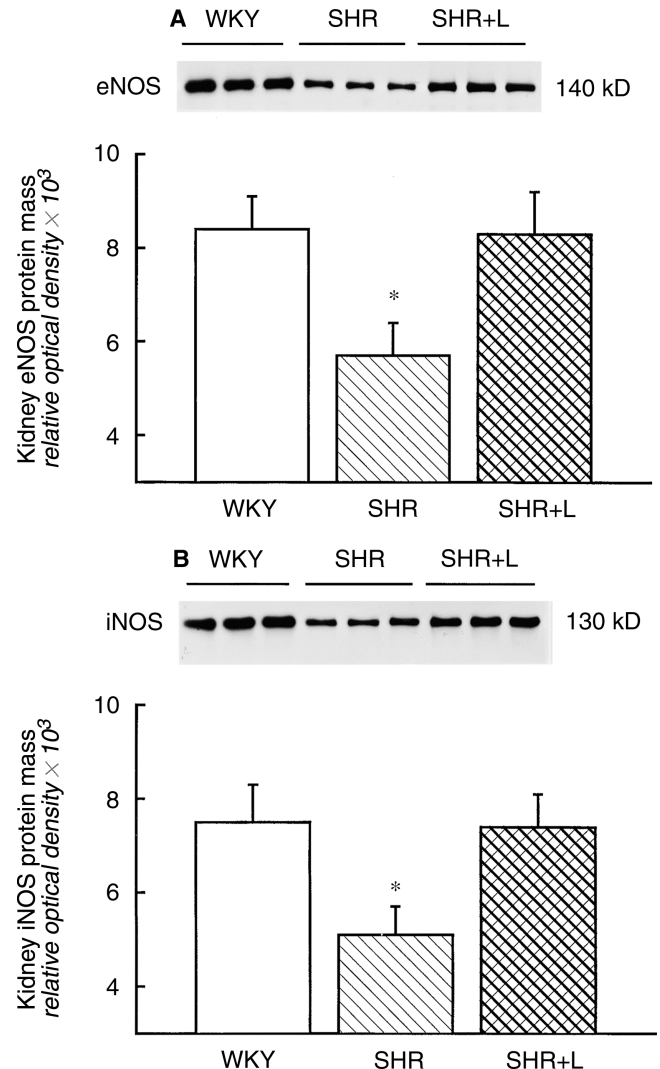 A WKY SHR SHR+L
eNOS 140 kD
Kidney eNOS protein mass
relative optical density × 10³
10
8
6
4
*
WKY SHR SHR+L
B WKY SHR SHR+L
iNOS 130 kD
Kidney iNOS protein mass
relative optical density × 10³
10
8
6
4
*
WKY SHR SHR+L